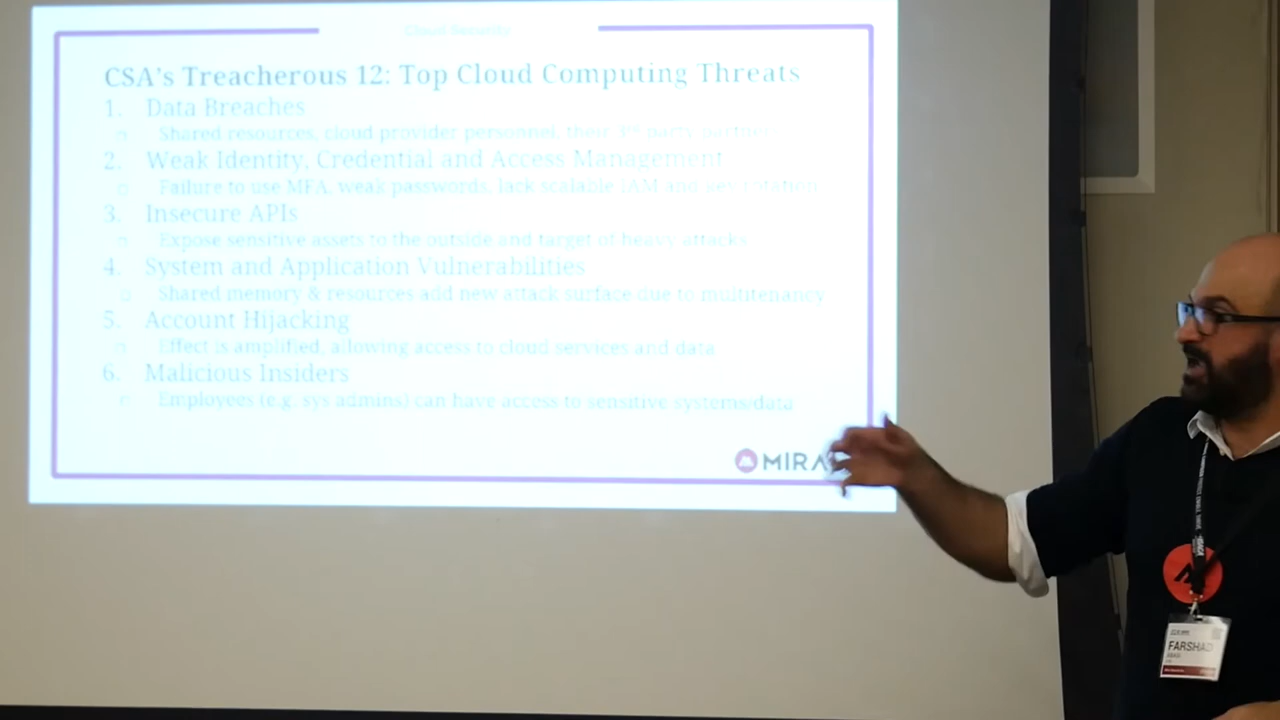 Cloud Security
CSA's Treacherous 12: Top Cloud Computing Threats
1. Data Breaches
Shared resources, cloud provider personnel, their 3rd party partner
2. Weak Identity, Credential and Access Management
Failure to use MFA, weak passwords, lack scalable IAM and key rotation
3. Insecure APIs
Expose sensitive assets to the outside and target of heavy attacks
4. System and Application Vulnerabilities
Shared memory & resources add new attack surface due to multitenancy
5. Account Hijacking
Effect is amplified, allowing access to cloud services and data
6. Malicious Insiders
Employees (e.g. sys admins) can have access to sensitive systems/data
MIRA
FARSHAD